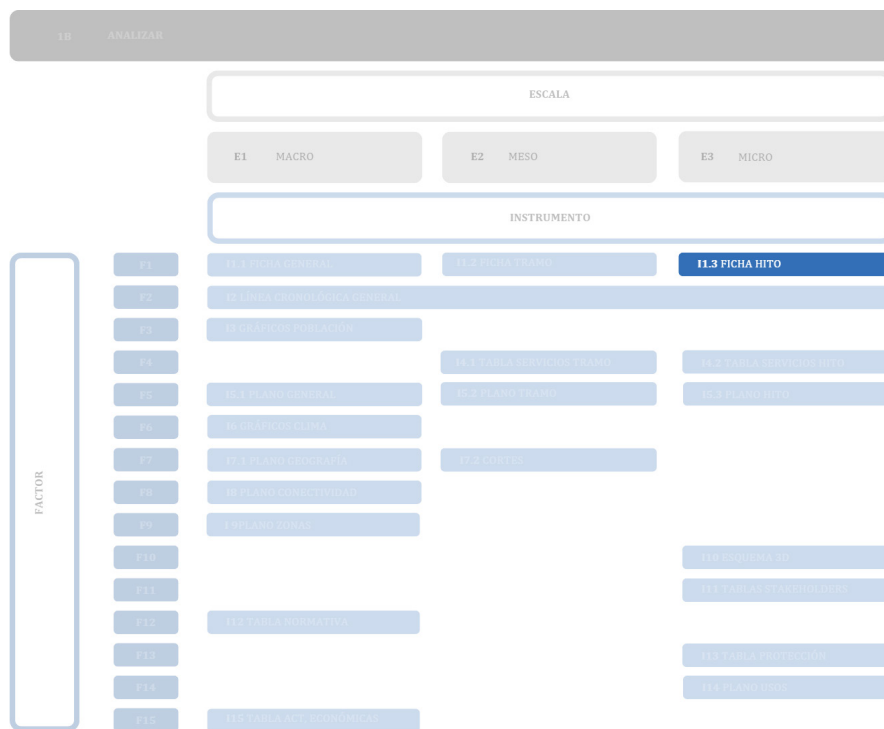 1B ANALIZAR
ESCALA
E1 MACRO E2 MESO E3 MICRO
INSTRUMENTO
FACTOR
F1 I1.1 FICHA GENERAL I1.2 FICHA TRAMO I1.3 FICHA HITO
F2 I2 LÍNEA CRONOLÓGICA GENERAL
F3 I3 GRÁFICOS POBLACIÓN
F4 I4.1 TABLA SERVICIOS TRAMO I4.2 TABLA SERVICIOS HITO
F5 I5.1 PLANO GENERAL I5.2 PLANO TRAMO I5.3 PLANO HITO
F6 I6 GRÁFICOS CLIMA
F7 I7.1 PLANO GEOGRAFÍA I7.2 CORTES
F8 I8 PLANO CONECTIVIDAD
F9 I9PLANO ZONAS
F10 I10 ESQUEMA 3D
F11 I11 TABLAS STAKEHOLDERS
F12 I12 TABLA NORMATIVA
F13 I13 TABLA PROTECCIÓN
F14 I14 PLANO USOS
F15 I15 TABLA ACT. ECONÓMICAS